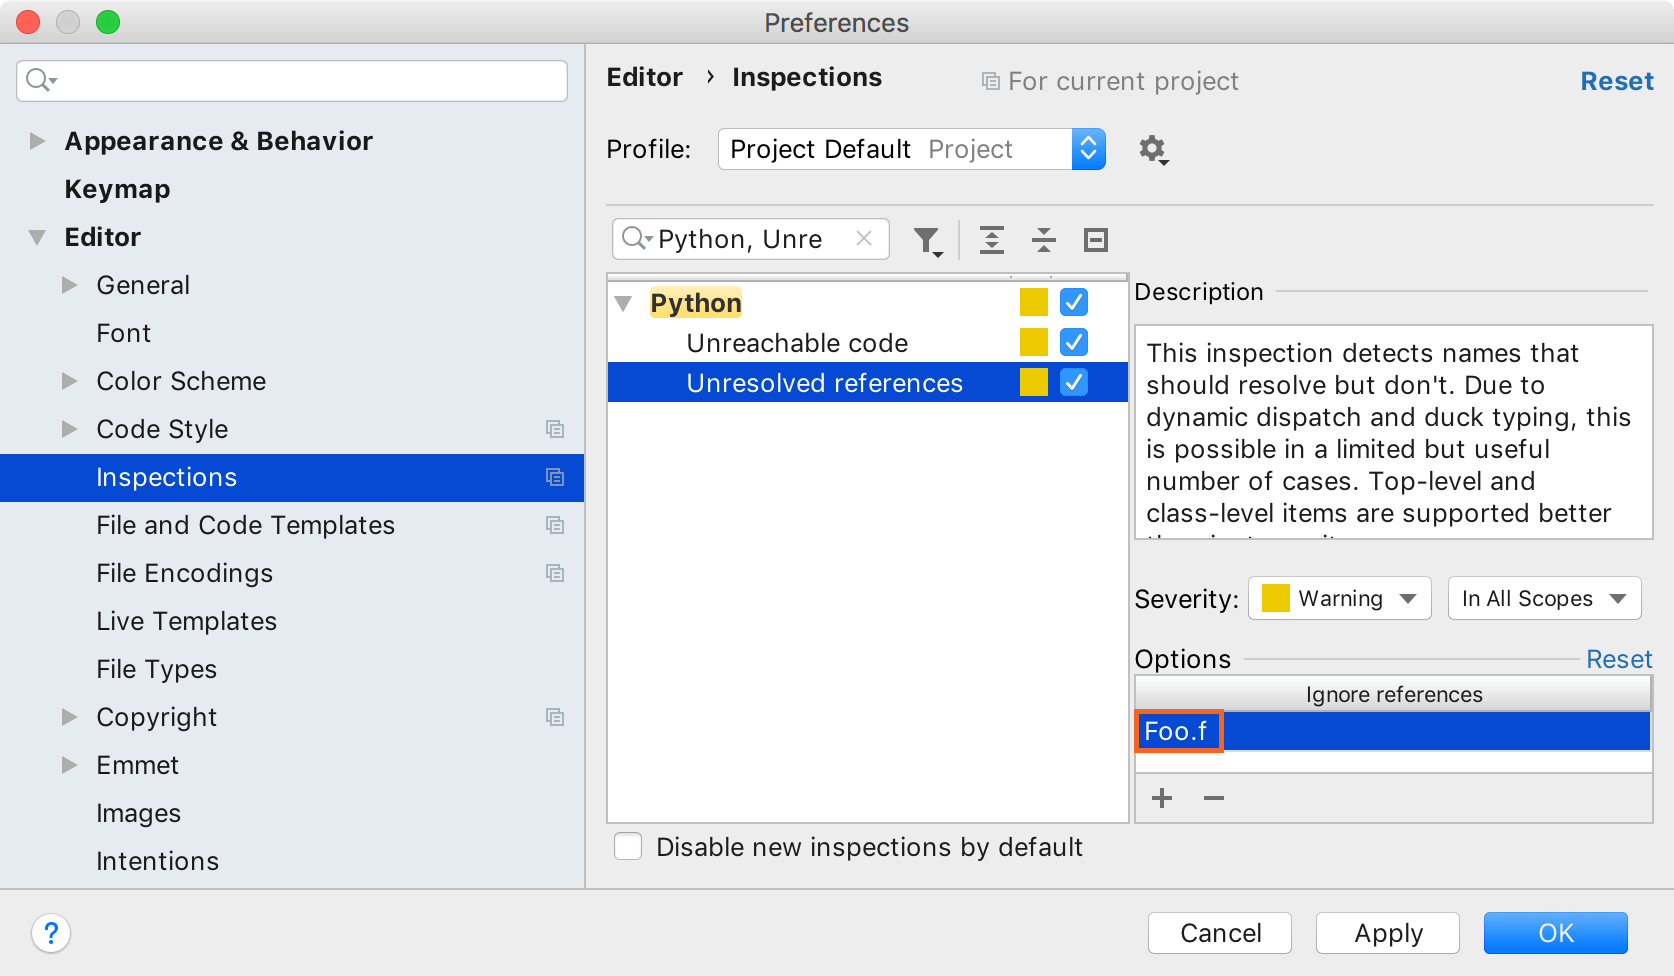 Preferences
Appearance & Behavior
Keymap
Editor
General
Font
Color Scheme
Code Style
Inspections
File and Code Templates
File Encodings
Live Templates
File Types
Copyright
Emmet
Images
Intentions
Editor › Inspections
For current project
Reset
Profile: Project Default Project
Python, Unre
Python
Unreachable code
Unresolved references
Disable new inspections by default
Description
This inspection detects names that
should resolve but don't. Due to
dynamic dispatch and duck typing, this
is possible in a limited but useful
number of cases. Top-level and
class-level items are supported better
Severity: Warning In All Scopes
Options Reset
Ignore references
Foo.f
? Cancel Apply OK